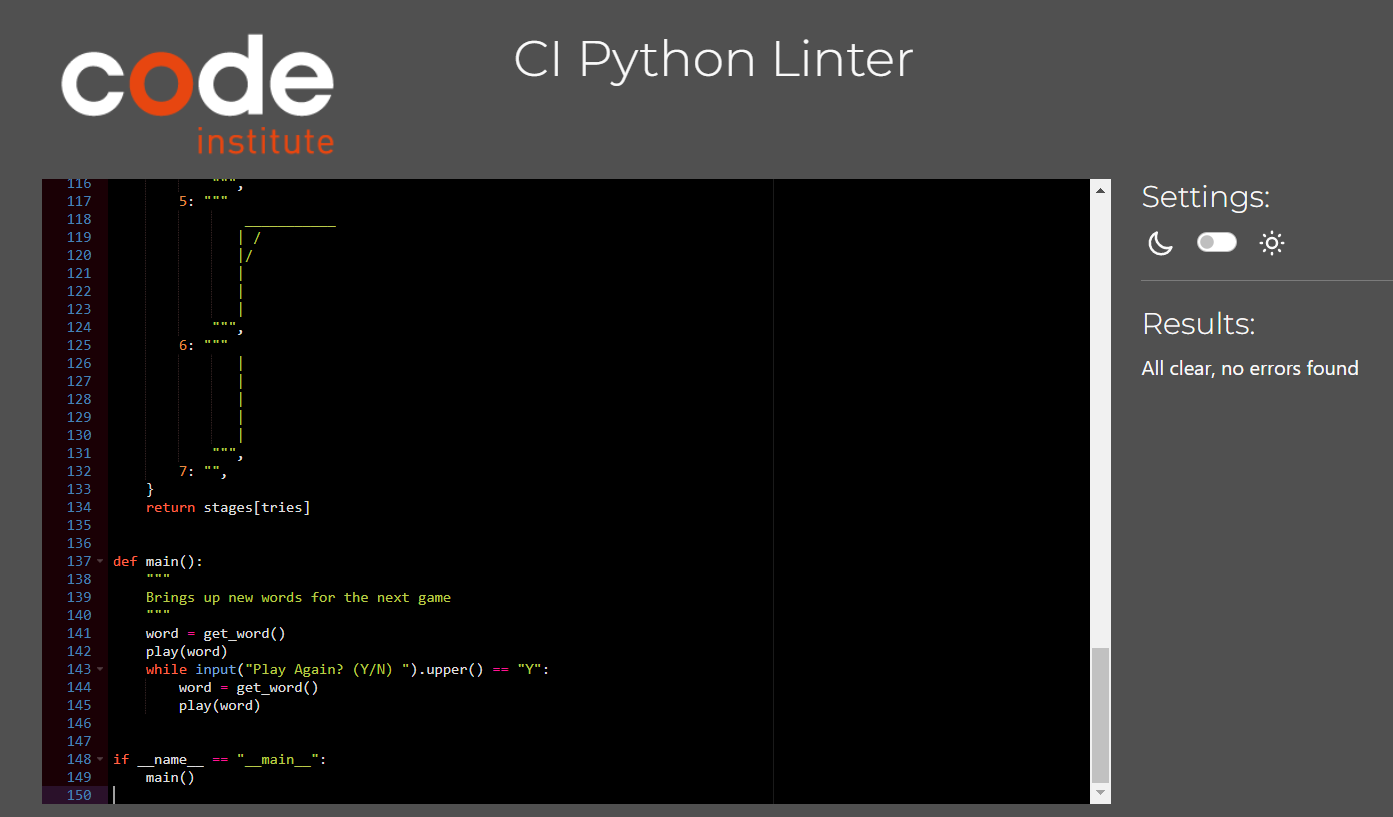 code
institute
CI Python Linter
116 """,
117 5: """
118 ___________
119 | /
120 |/
121 |
122 |
123 |
124 """,
125 6: """
126 |
127 |
128 |
129 |
130 |
131 """,
132 7: "",
133 }
134 return stages[tries]
135
136
137 def main():
138 """
139 Brings up new words for the next game
140 """
141 word = get_word()
142 play(word)
143 while input("Play Again? (Y/N) ").upper() == "Y":
144 word = get_word()
145 play(word)
146
147
148 if __name__ == "__main__":
149 main()
150
Settings:
Results:
All clear, no errors found